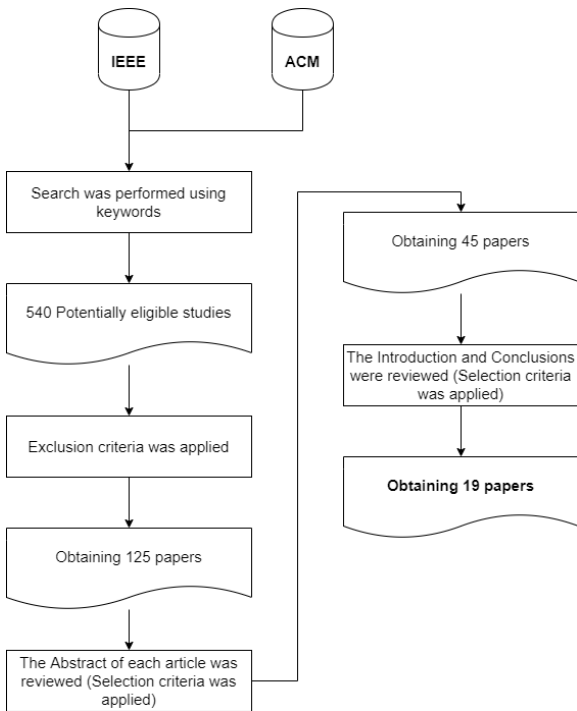 IEEE
ACM
Search was performed using
keywords
540 Potentially eligible studies
Exclusion criteria was applied
Obtaining 125 papers
The Abstract of each article was
reviewed (Selection criteria was
applied)
Obtaining 45 papers
The Introduction and Conclusions
were reviewed (Selection criteria
was applied)
Obtaining 19 papers